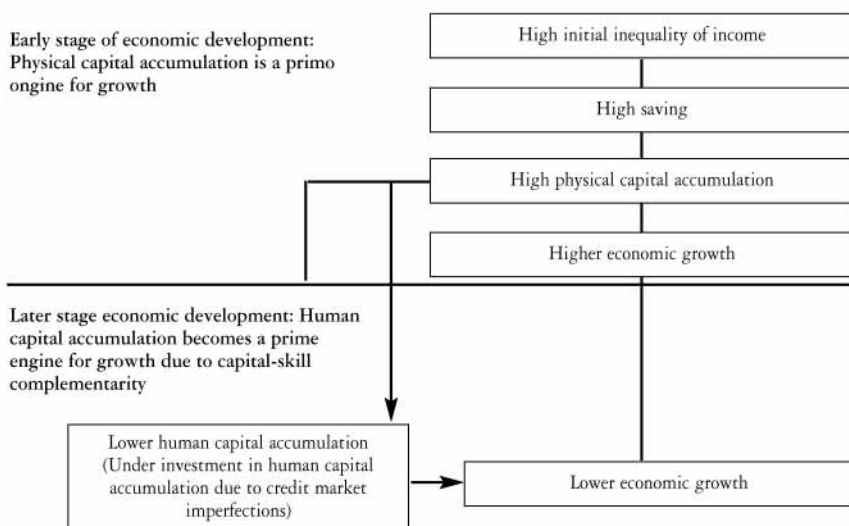 Early stage of economic development:
Physical capital accumulation is a primo
ongine for growth
High initial inequality of income
High saving
High physical capital accumulation
Higher economic growth
Later stage economic development: Human
capital accumulation becomes a prime
engine for growth due to capital-skill
complementarity
Lower human capital accumulation
(Under investment in human capital
accumulation due to credit market
imperfections)
Lower economic growth